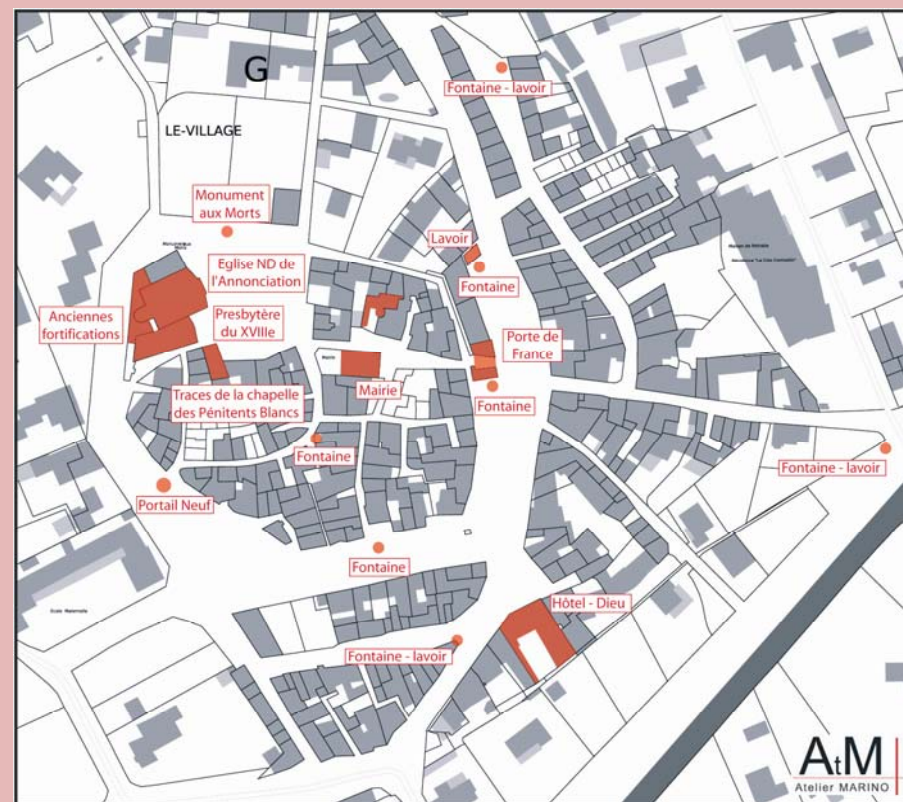 G
Fontaine - lavoir
LE-VILLAGE
Monument
aux Morts
Lavoir
Eglise ND de
l'Annonciation
Fontaine
Anciennes
fortifications
Presbytère
du XVIIIe
Porte de
France
Mairie
Traces de la chapelle
des Pénitents Blancs
Fontaine
Fontaine
Fontaine - lavoir
Portail Neuf
Fontaine
Hôtel - Dieu
Ecole Maternelle
Fontaine - lavoir
AtM
Atelier MARINO